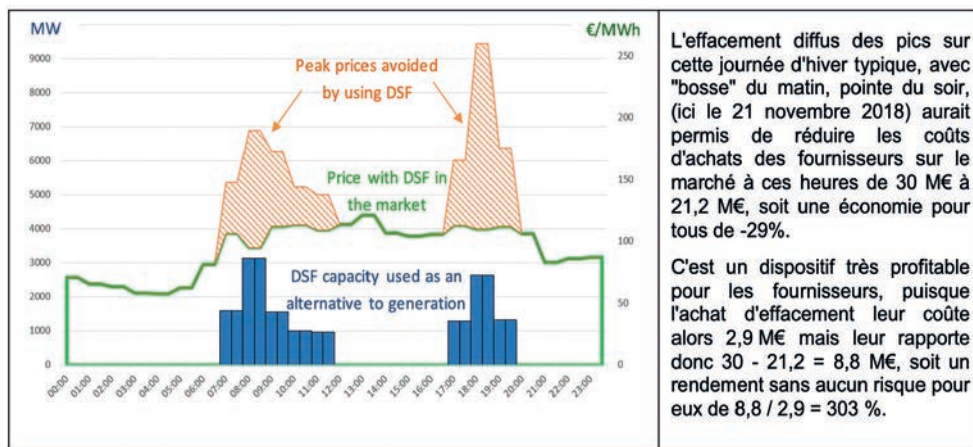 MW
€/MWh
9000
8000
7000
6000
5000
4000
3000
2000
1000
0
250
200
150
100
50
0
Peak prices avoided
by using DSF
Price with DSF in
the market
DSF capacity used as an
alternative to generation
00:00
01:00
02:00
03:00
04:00
05:00
06:00
07:00
08:00
09:00
10:00
11:00
12:00
13:00
14:00
15:00
16:00
17:00
18:00
19:00
20:00
21:00
22:00
23:00
L'effacement diffus des pics sur
cette journée d'hiver typique, avec
"bosse" du matin, pointe du soir,
(ici le 21 novembre 2018) aurait
permis de réduire les coûts
d'achats des fournisseurs sur le
marché à ces heures de 30 M€ à
21,2 M€, soit une économie pour
tous de -29%.
C'est un dispositif très profitable
pour les fournisseurs, puisque
l'achat d'effacement leur coûte
alors 2,9 M€ mais leur rapporte
donc 30 - 21,2 = 8,8 M€, soit un
rendement sans aucun risque pour
eux de 8,8 / 2,9 = 303 %.